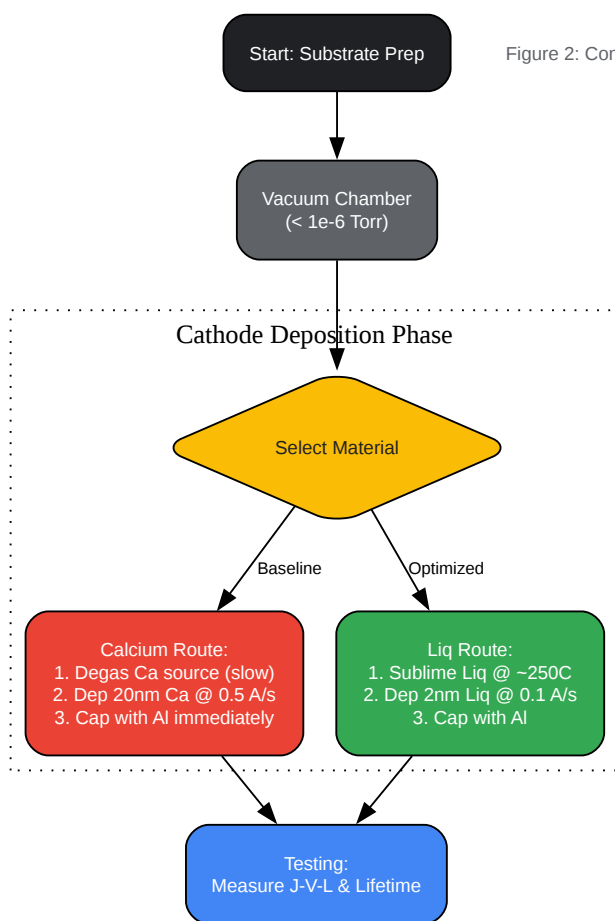 Start: Substrate Prep
Figure 2: Con
Vacuum Chamber
(< 1e-6 Torr)
Cathode Deposition Phase
Select Material
Baseline
Optimized
Calcium Route:
1. Degas Ca source (slow)
2. Dep 20nm Ca @ 0.5 A/s
3. Cap with Al immediately
Liq Route:
1. Sublime Liq @ ~250C
2. Dep 2nm Liq @ 0.1 A/s
3. Cap with Al
Testing:
Measure J-V-L & Lifetime